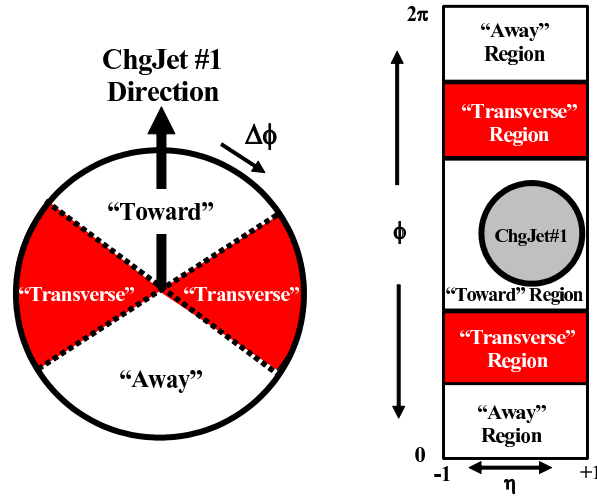 ChgJet #1
Direction
Δϕ
“Toward”
“Transverse”
“Transverse”
“Away”
2π
“Away”
Region
“Transverse”
Region
ϕ
ChgJet#1
“Toward” Region
“Transverse”
Region
“Away”
Region
0
-1
η
+1